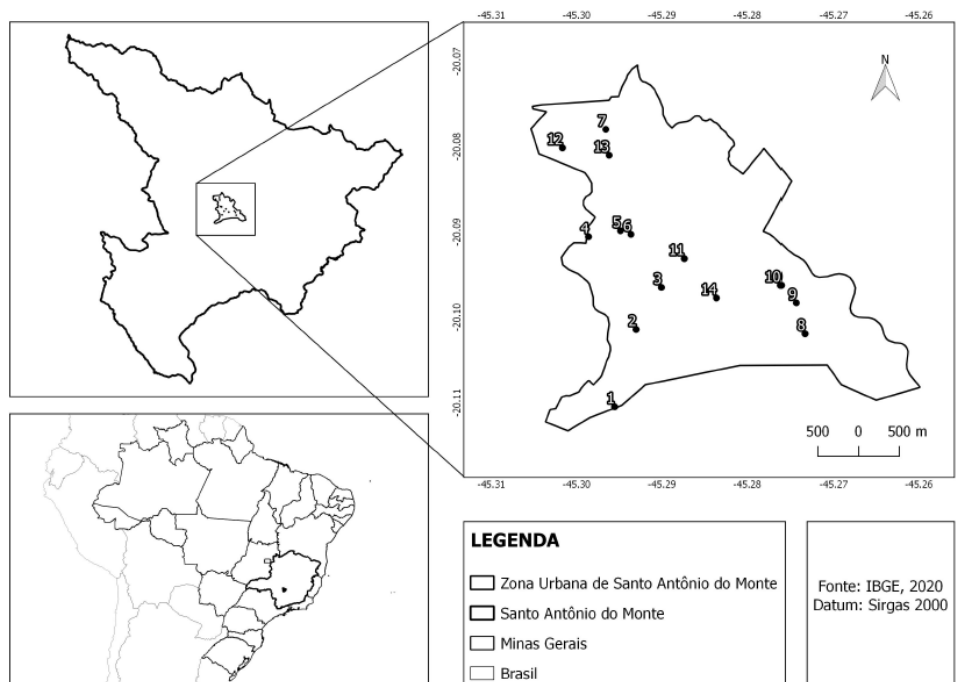 -45.31 -45.30 -45.29 -45.28 -45.27 -45.26
-20.07
-20.08
-20.09
-20.10
-20.11
N
7
12
13
5 6
4
11
3
10
14
9
2
8
1
500 0 500 m
-45.31 -45.30 -45.29 -45.28 -45.27 -45.26
LEGENDA
Zona Urbana de Santo Antônio do Monte
Santo Antônio do Monte
Minas Gerais
Brasil
Fonte: IBGE, 2020
Datum: Sirgas 2000